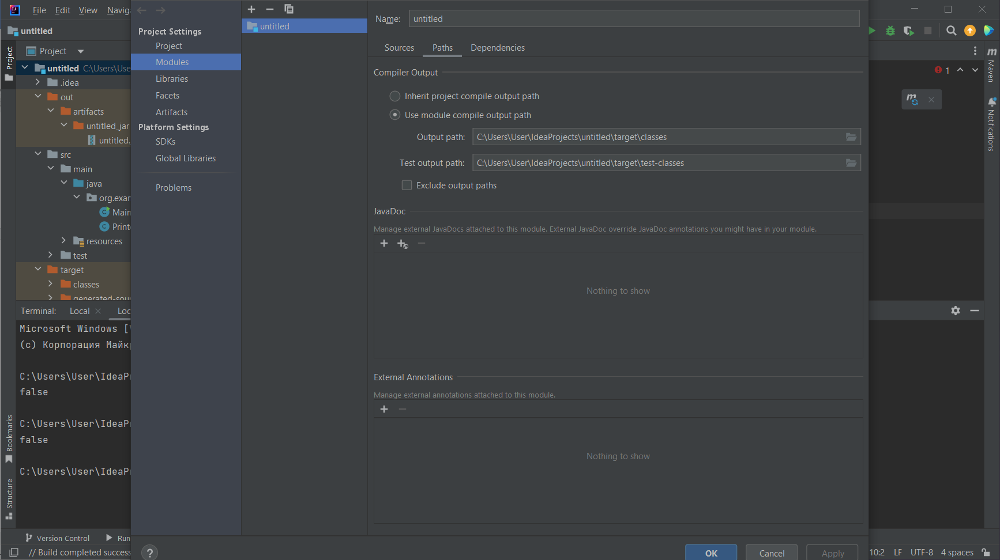 File Edit View Navig
untitled
Project
Project
untitled C:\Users\Use
.idea
out
artifacts
untitled_jar
untitled.
src
main
java
org.exar
Main
Print
resources
test
target
classes
generated-sour
Terminal: Local Loc
Microsoft Windows [
(c) Корпорация Майк
C:\Users\User\IdeaP
false
C:\Users\User\IdeaP
false
C:\Users\User\IdeaP
Bookmarks
Structure
Version Control Run
// Build completed success
Project Settings
Project
Modules
Libraries
Facets
Artifacts
Platform Settings
SDKs
Global Libraries
Problems
?
untitled
Name: untitled
Sources Paths Dependencies
Compiler Output
Inherit project compile output path
Use module compile output path
Output path: C:\Users\User\IdeaProjects\untitled\target\classes
Test output path: C:\Users\User\IdeaProjects\untitled\target\test-classes
Exclude output paths
JavaDoc
Manage external JavaDocs attached to this module. External JavaDoc override JavaDoc annotations you might have in your module.
Nothing to show
External Annotations
Manage external annotations attached to this module.
Nothing to show
OK Cancel Apply
1
m
m
Maven
Notifications
10:2 LF UTF-8 4 spaces